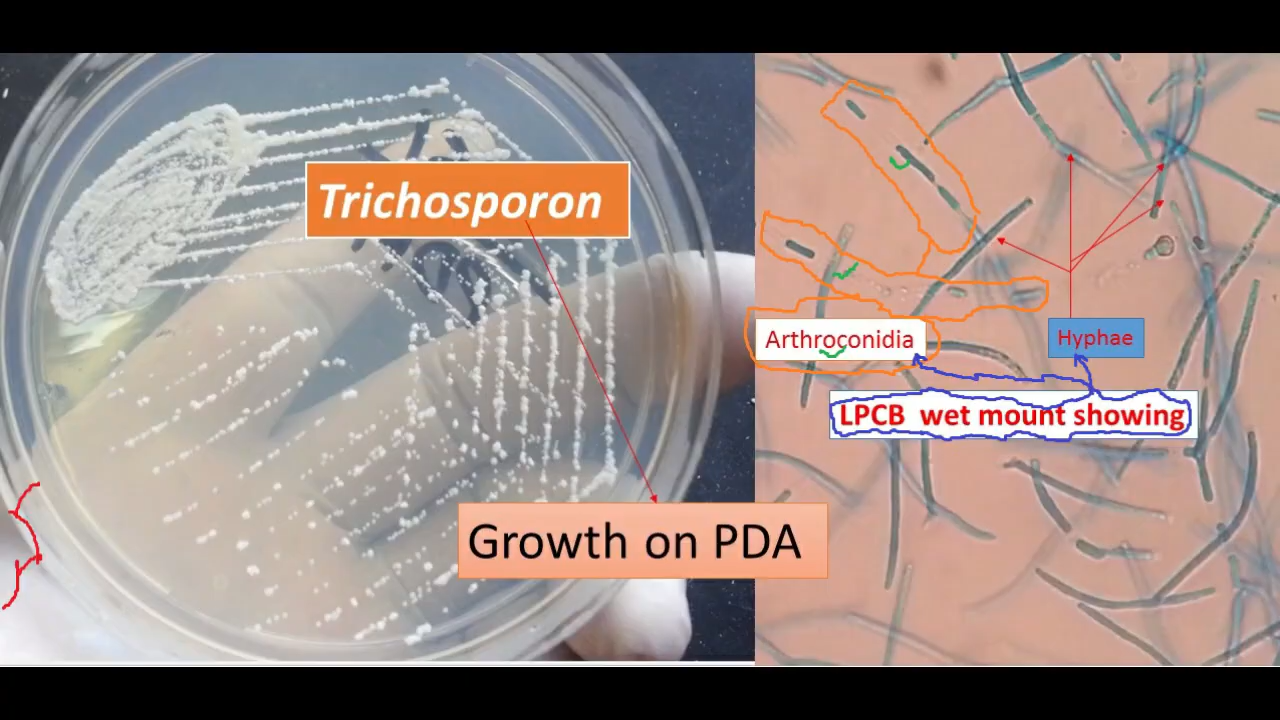 Trichosporon
Growth on PDA
Arthroconidia
Hyphae
LPCB wet mount showing